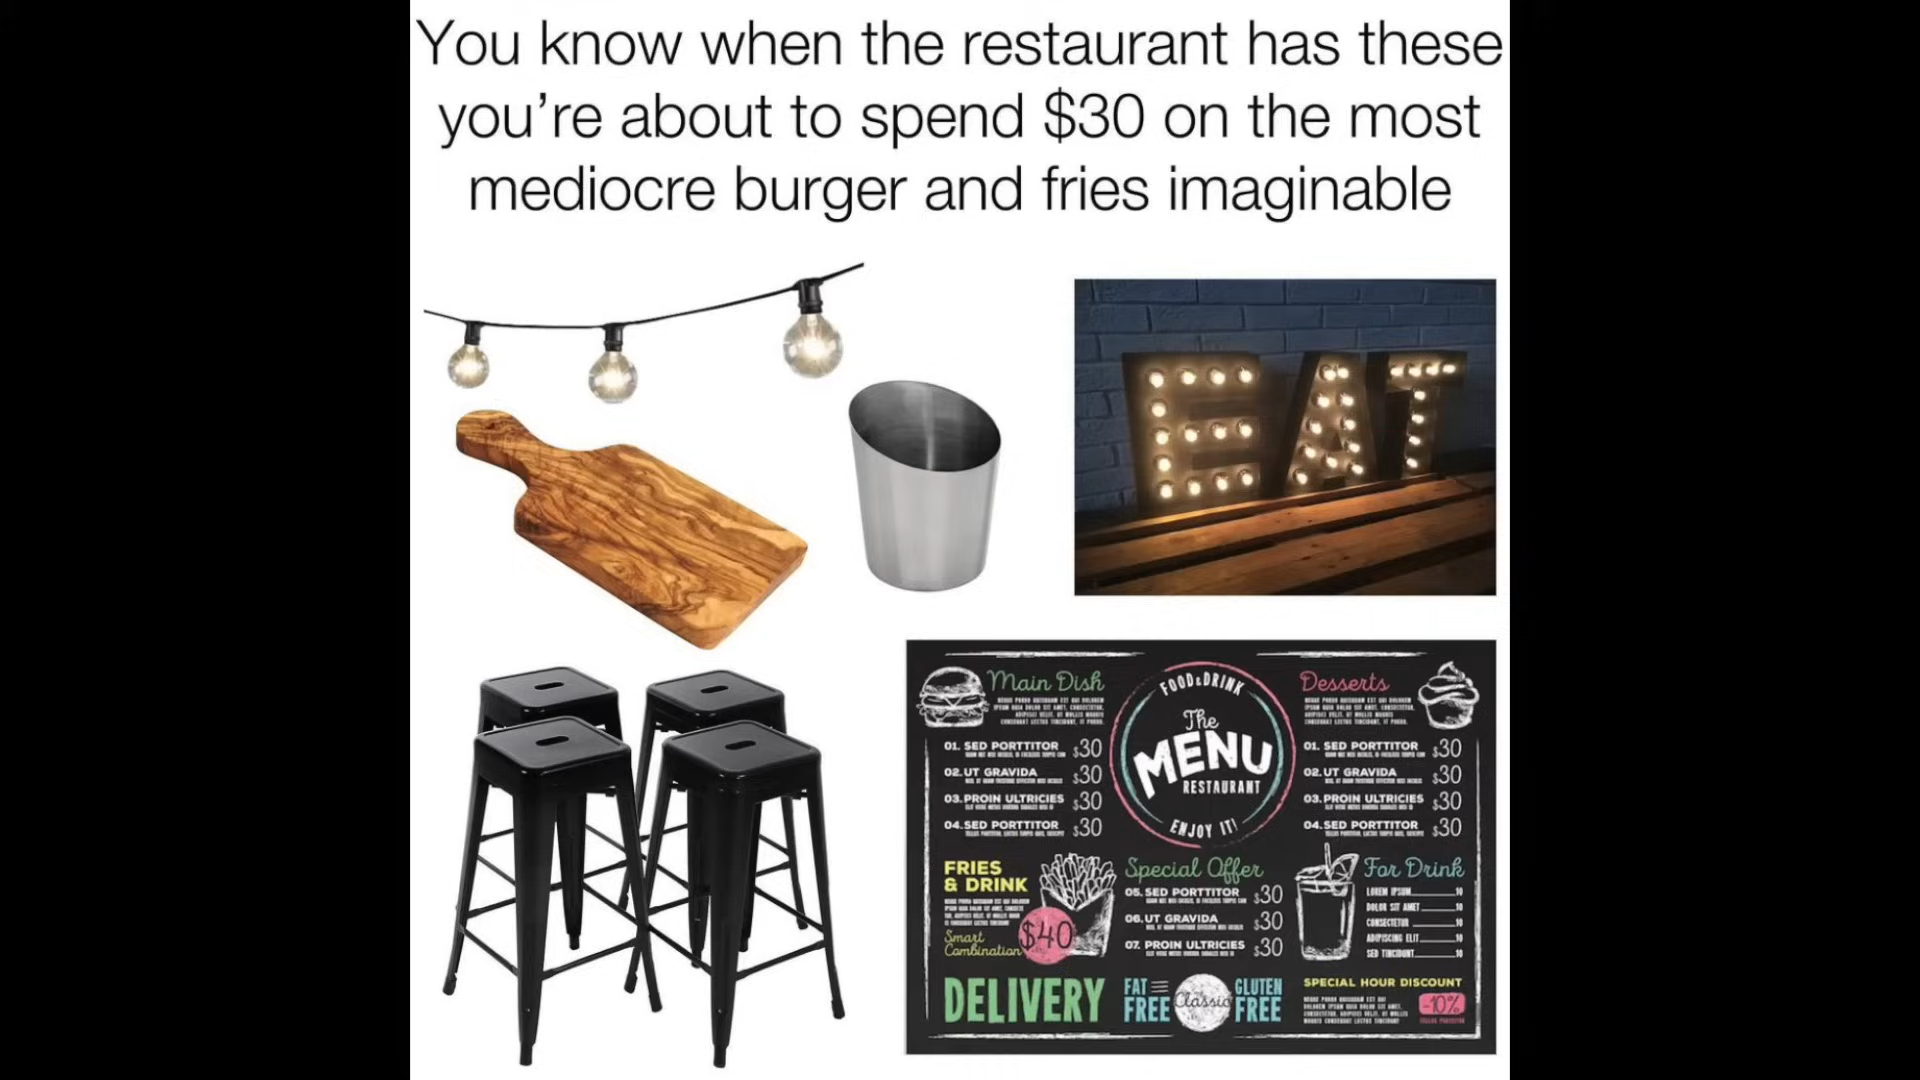 You know when the restaurant has these
you're about to spend $30 on the most
mediocre burger and fries imaginable
EAT
Main Dish
01. SED PORTTITOR $30
02. UT GRAVIDA $30
03. PROIN ULTRICIES $30
04. SED PORTTITOR $30
FOOD & DRINK
The
MENU
RESTAURANT
ENJOY IT!
Desserts
01. SED PORTTITOR $30
02. UT GRAVIDA $30
03. PROIN ULTRICIES $30
04. SED PORTTITOR $30
FRIES
& DRINK
Smart
Combination
$40
Special Offer
05. SED PORTTITOR $30
06. UT GRAVIDA $30
07. PROIN ULTRICIES $30
For Drink
LOREM IPSUM 10
DOLOR SIT AMET 10
CONSECTETUR 10
ADIPISCING ELIT 10
SED TINCIDUNT 10
DELIVERY
FAT
FREE
Classic
GLUTEN
FREE
SPECIAL HOUR DISCOUNT
-10%